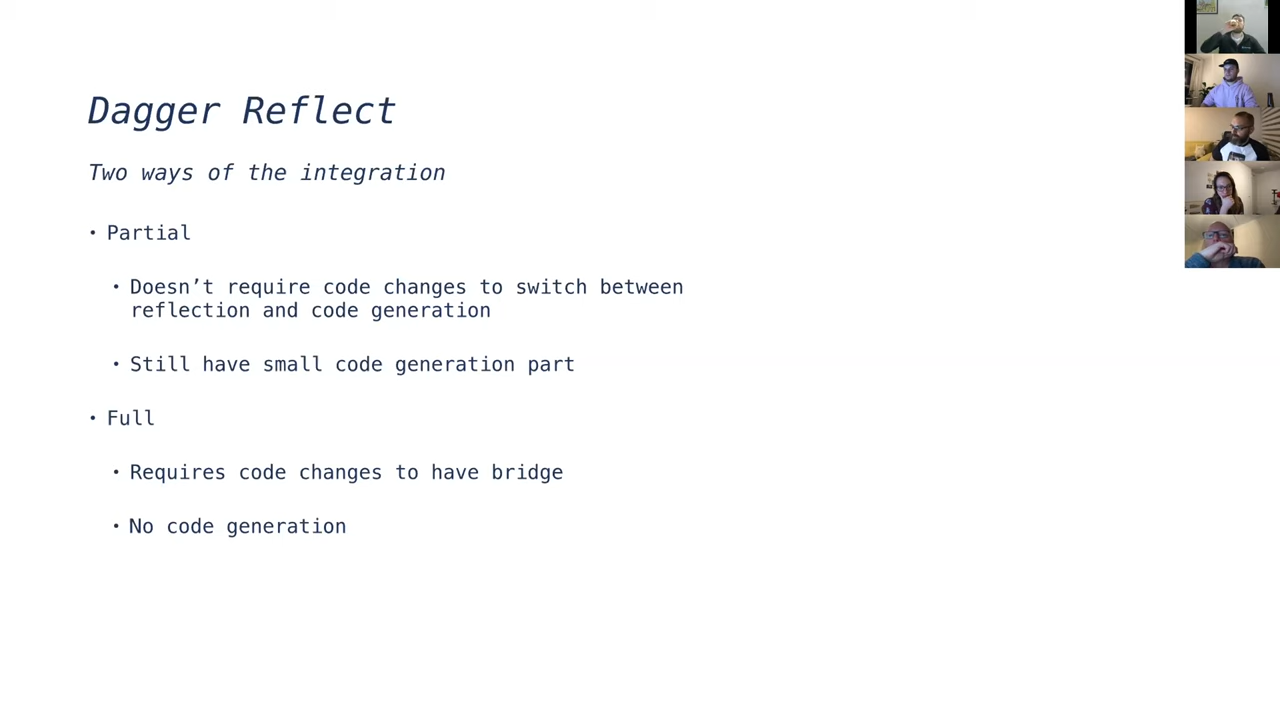 Dagger Reflect
Two ways of the integration
• Partial
• Doesn’t require code changes to switch between
reflection and code generation
• Still have small code generation part
• Full
• Requires code changes to have bridge
• No code generation